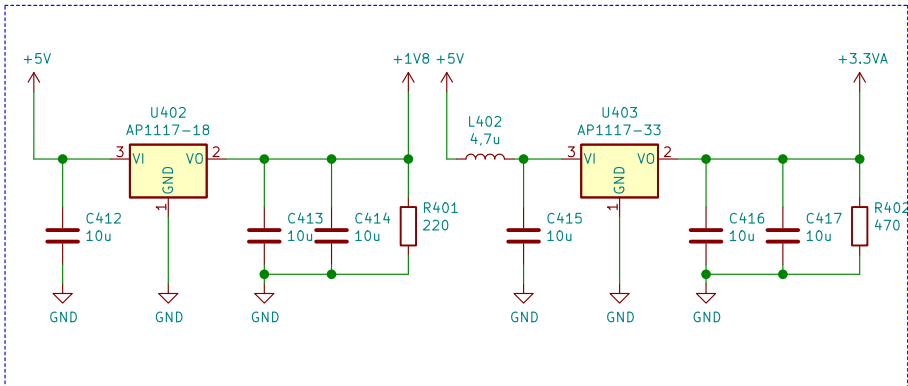 +5V
+1V8
+5V
+3.3VA
U402
AP1117-18
L402
4,7u
U403
AP1117-33
3
VI
VO
2
GND
1
3
VI
VO
2
GND
1
C412
10u
C413
10u
C414
10u
R401
220
C415
10u
C416
10u
C417
10u
R402
470
GND
GND
GND
GND
GND
GND